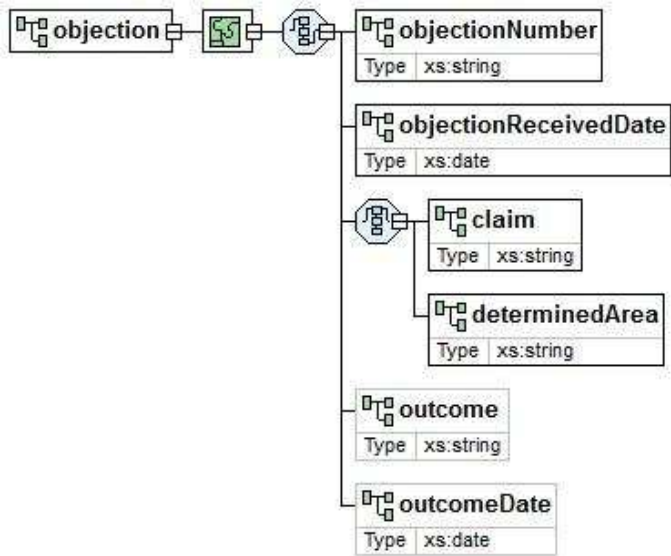 objection
objectionNumber
Type xs:string
objectionReceivedDate
Type xs:date
claim
Type xs:string
determinedArea
Type xs:string
outcome
Type xs:string
outcomeDate
Type xs:date